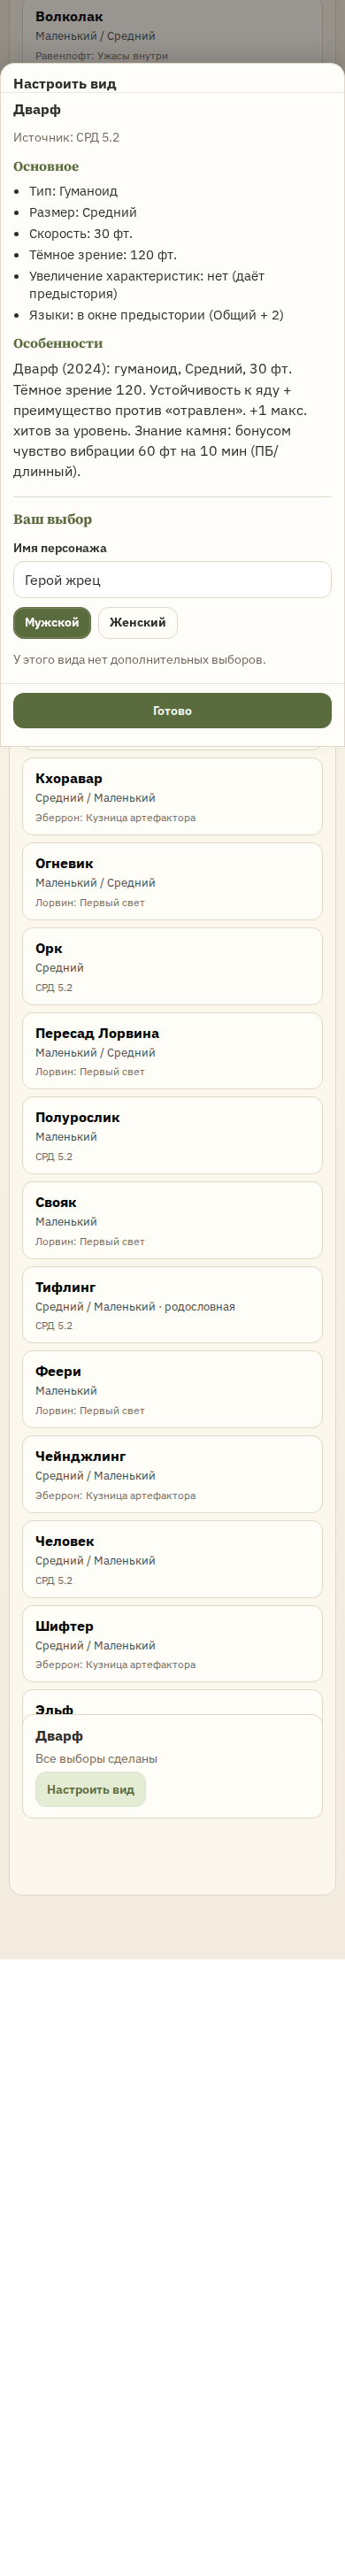 Волколак
Маленький / Средний
Равенлофт: Ужасы внутри
Настроить вид
Дварф
Источник: СРД 5.2
Основное
• Тип: Гуманоид
• Размер: Средний
• Скорость: 30 фт.
• Тёмное зрение: 120 фт.
• Увеличение характеристик: нет (даёт
предыстория)
• Языки: в окне предыстории (Общий + 2)
Особенности
Дварф (2024): гуманоид, Средний, 30 фт.
Тёмное зрение 120. Устойчивость к яду +
преимущество против «отравлен». +1 макс.
хитов за уровень. Знание камня: бонусом
чувство вибрации 60 фт на 10 мин (ПБ/
длинный).
Ваш выбор
Имя персонажа
Герой жрец
Мужской Женский
У этого вида нет дополнительных выборов.
Готово
Кхоравар
Средний / Маленький
Эберрон: Кузница артефактора
Огневик
Маленький / Средний
Лорвин: Первый свет
Орк
Средний
СРД 5.2
Пересад Лорвина
Маленький / Средний
Лорвин: Первый свет
Полурослик
Маленький
СРД 5.2
Свояк
Маленький
Лорвин: Первый свет
Тифлинг
Средний / Маленький · родословная
СРД 5.2
Феери
Маленький
Лорвин: Первый свет
Чейнджлинг
Средний / Маленький
Эберрон: Кузница артефактора
Человек
Средний / Маленький
СРД 5.2
Шифтер
Средний / Маленький
Эберрон: Кузница артефактора
Эльф
Дварф
Все выборы сделаны
Настроить вид